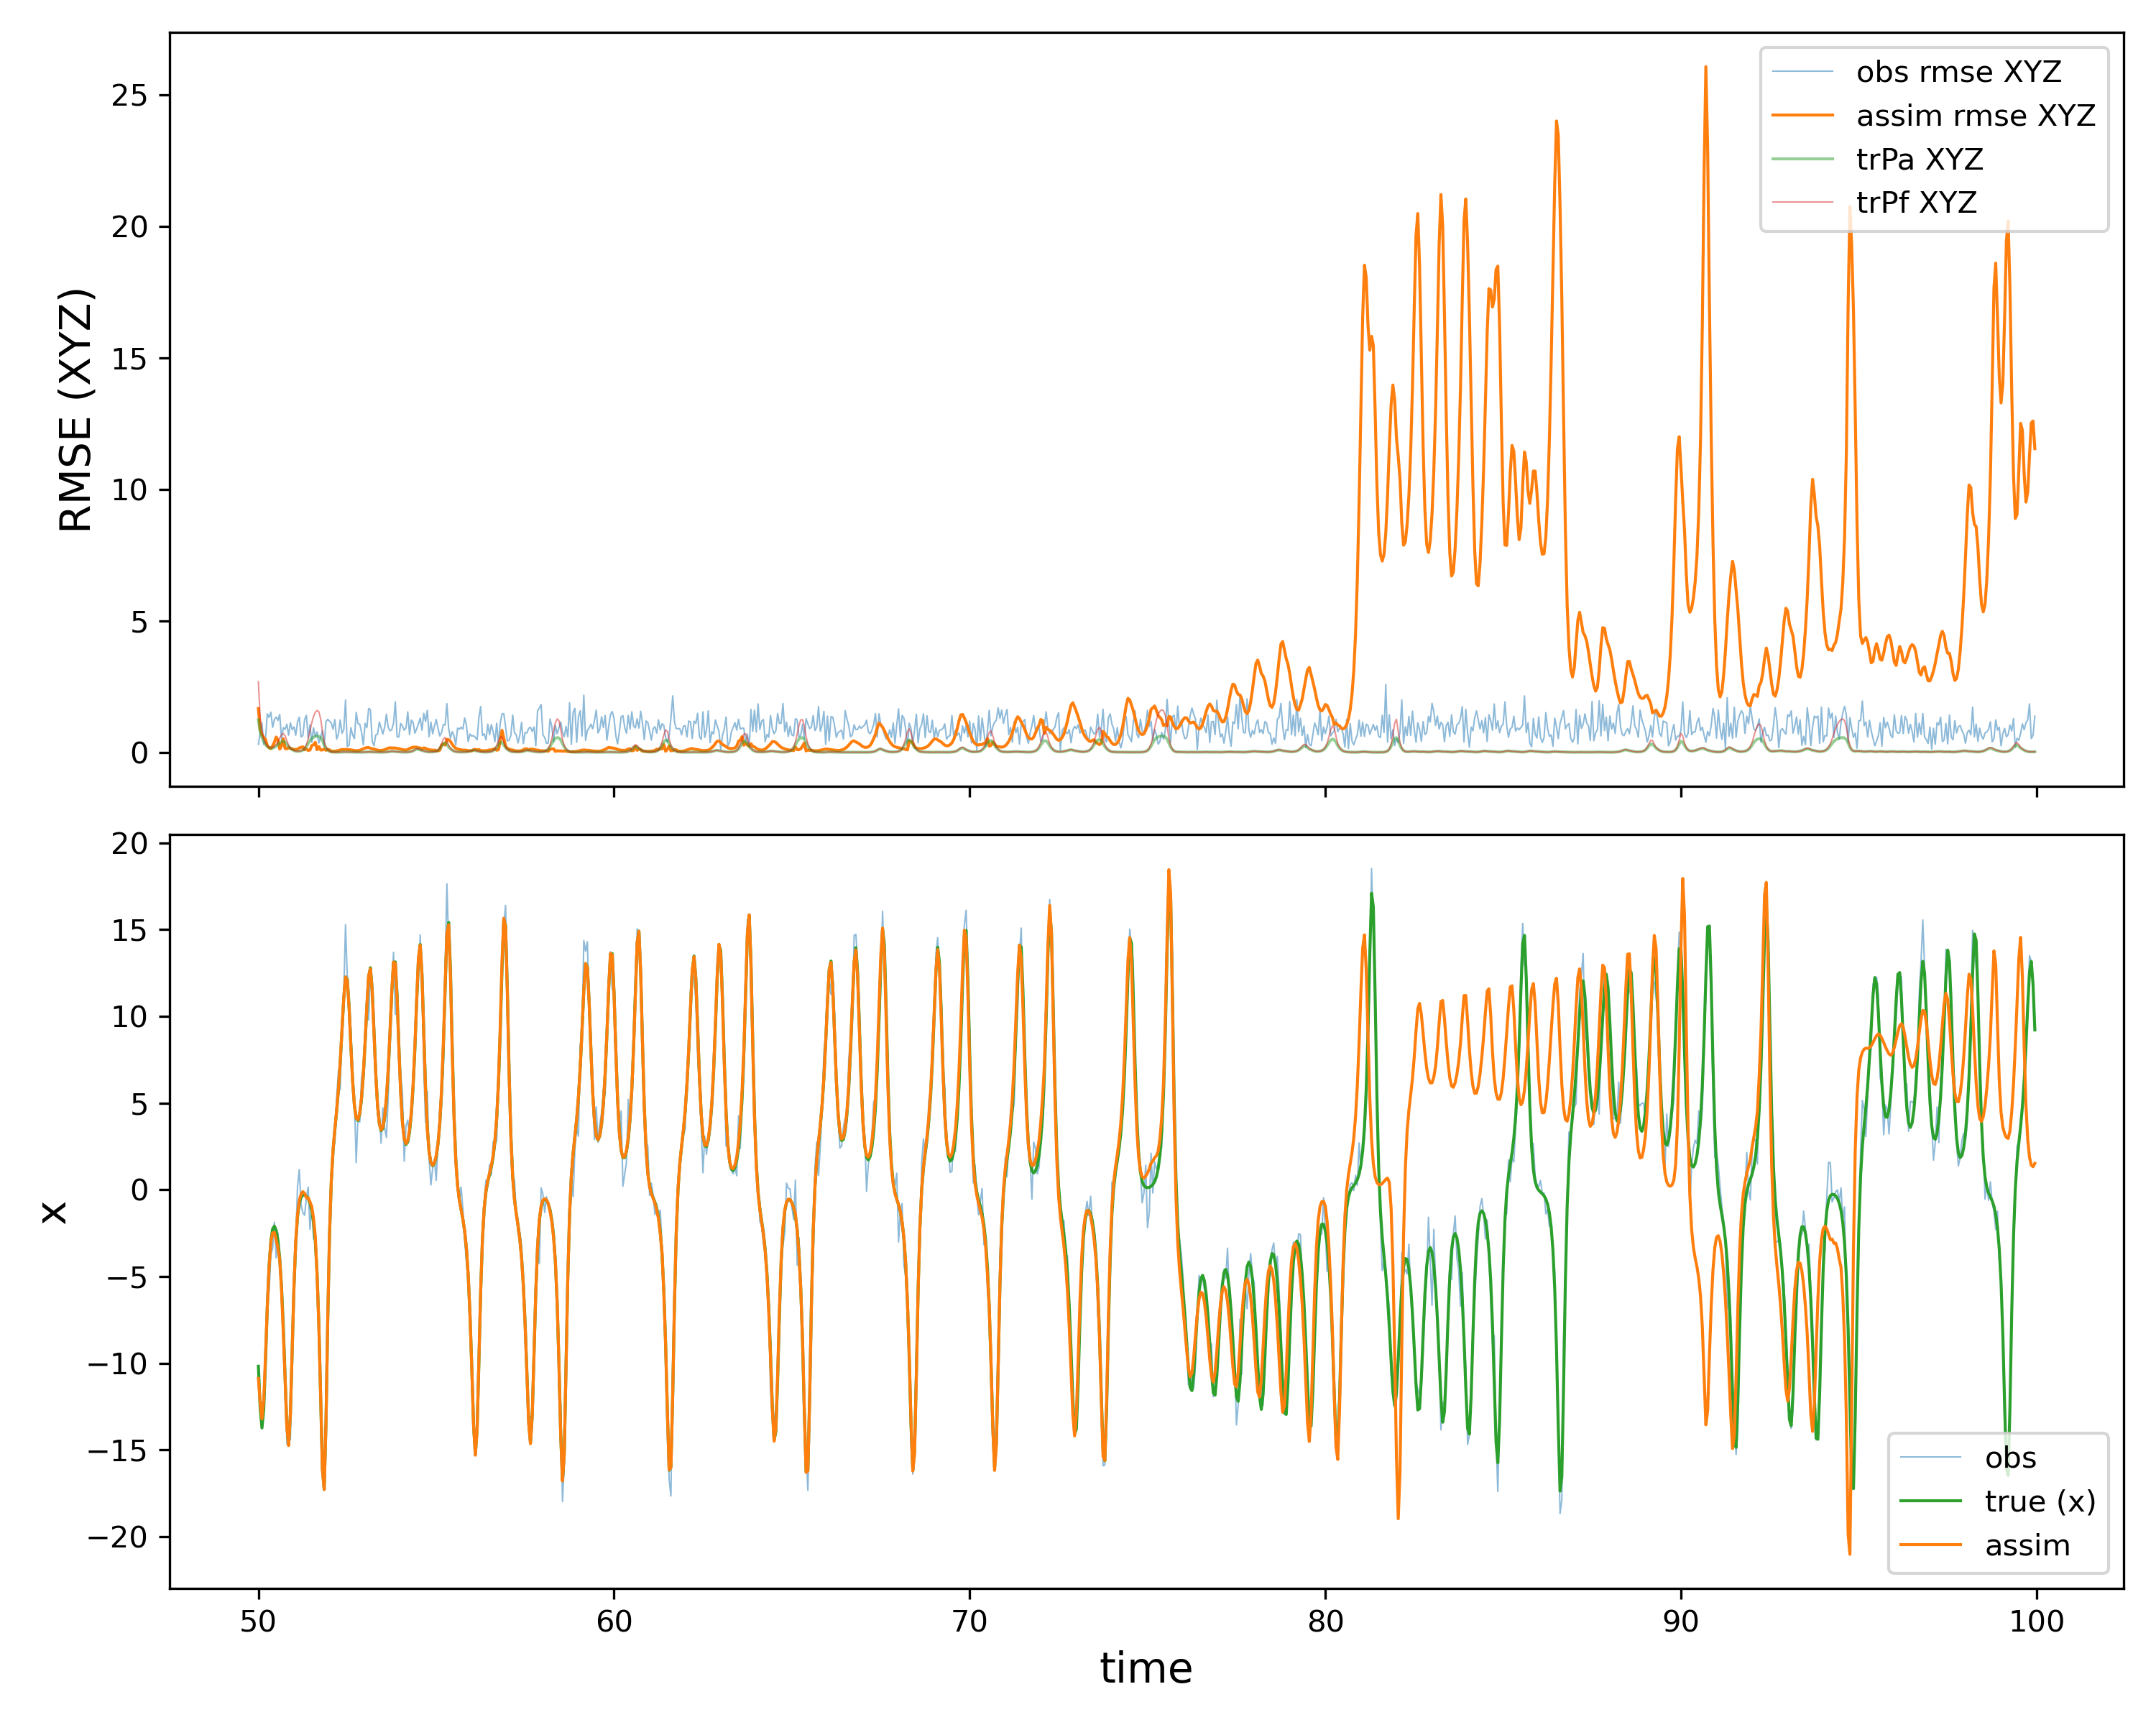 25
20
15
10
5
0
RMSE (XYZ)
obs rmse XYZ
assim rmse XYZ
trPa XYZ
trPf XYZ
20
15
10
5
0
−5
−10
−15
−20
x
obs
true (x)
assim
50 60 70 80 90 100
time